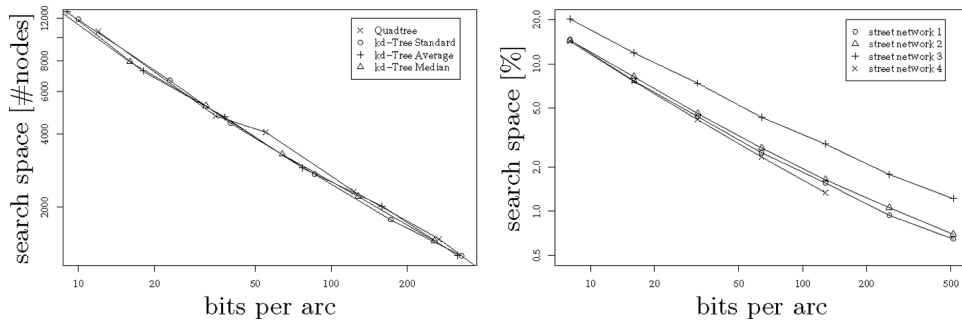 search space [#nodes]
12000
8000
6000
4000
2000
10 20 50 100 200
bits per arc
Quadtree
kd-Tree Standard
kd-Tree Average
kd-Tree Median
search space [%]
20.0
10.0
5.0
2.0
1.0
0.5
10 20 50 100 200 500
bits per arc
street network 1
street network 2
street network 3
street network 4